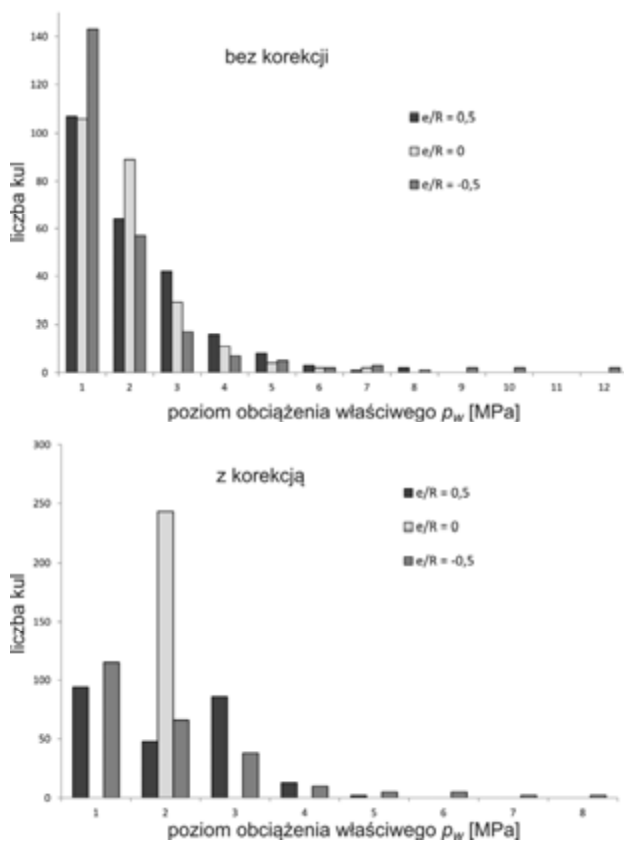 bez korekcji
140
120
100
80
60
40
20
0
liczba kul
e/R = 0,5
e/R = 0
e/R = -0,5
1 2 3 4 5 6 7 8 9 10 11 12
poziom obciążenia właściwego pw [MPa]
z korekcją
300
250
200
150
100
50
0
liczba kul
e/R = 0,5
e/R = 0
e/R = -0,5
1 2 3 4 5 6 7 8
poziom obciążenia właściwego pw [MPa]